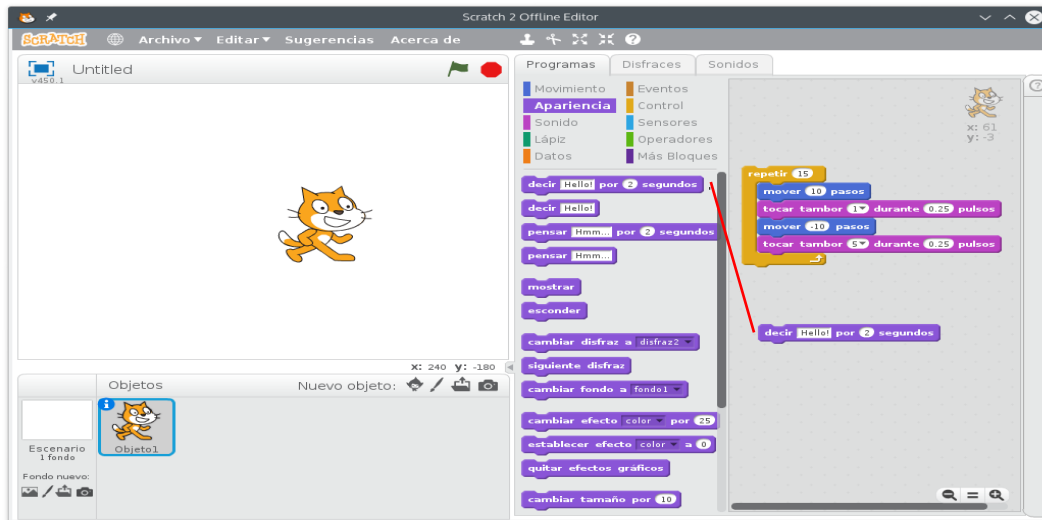 Scratch 2 Offline Editor
SCRATCH Archivo Editar Sugerencias Acerca de
v450.1 Untitled
x: 240 y: -180
Objetos Nuevo objeto:
Escenario
1 fondo
Objeto1
Fondo nuevo:
Programas Disfraces Sonidos
Movimiento Eventos
Apariencia Control
Sonido Sensores
Lápiz Operadores
Datos Más Bloques
decir Hello! por 2 segundos
decir Hello!
pensar Hmm... por 2 segundos
pensar Hmm...
mostrar
esconder
cambiar disfraz a disfraz2
siguiente disfraz
cambiar fondo a fondo1
cambiar efecto color por 25
establecer efecto color a 0
quitar efectos gráficos
cambiar tamaño por 10
x: 61
y: -3
repetir 15
mover 10 pasos
tocar tambor 1 durante 0.25 pulsos
mover -10 pasos
tocar tambor 5 durante 0.25 pulsos
decir Hello! por 2 segundos